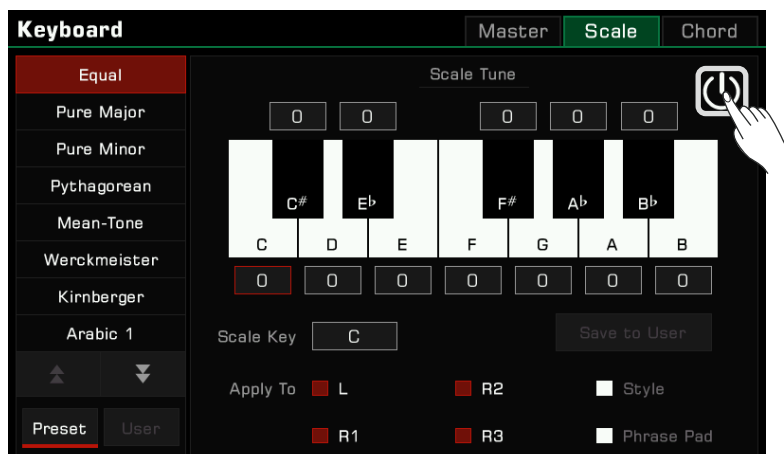 Keyboard
Master Scale Chord
Equal
Pure Major
Pure Minor
Pythagorean
Mean-Tone
Werckmeister
Kirnberger
Arabic 1
Preset User
Scale Tune
0 0 0 0 0
C# E♭ F# A♭ B♭
C D E F G A B
0 0 0 0 0 0 0
Scale Key C
Save to User
Apply To L R2 Style
R1 R3 Phrase Pad